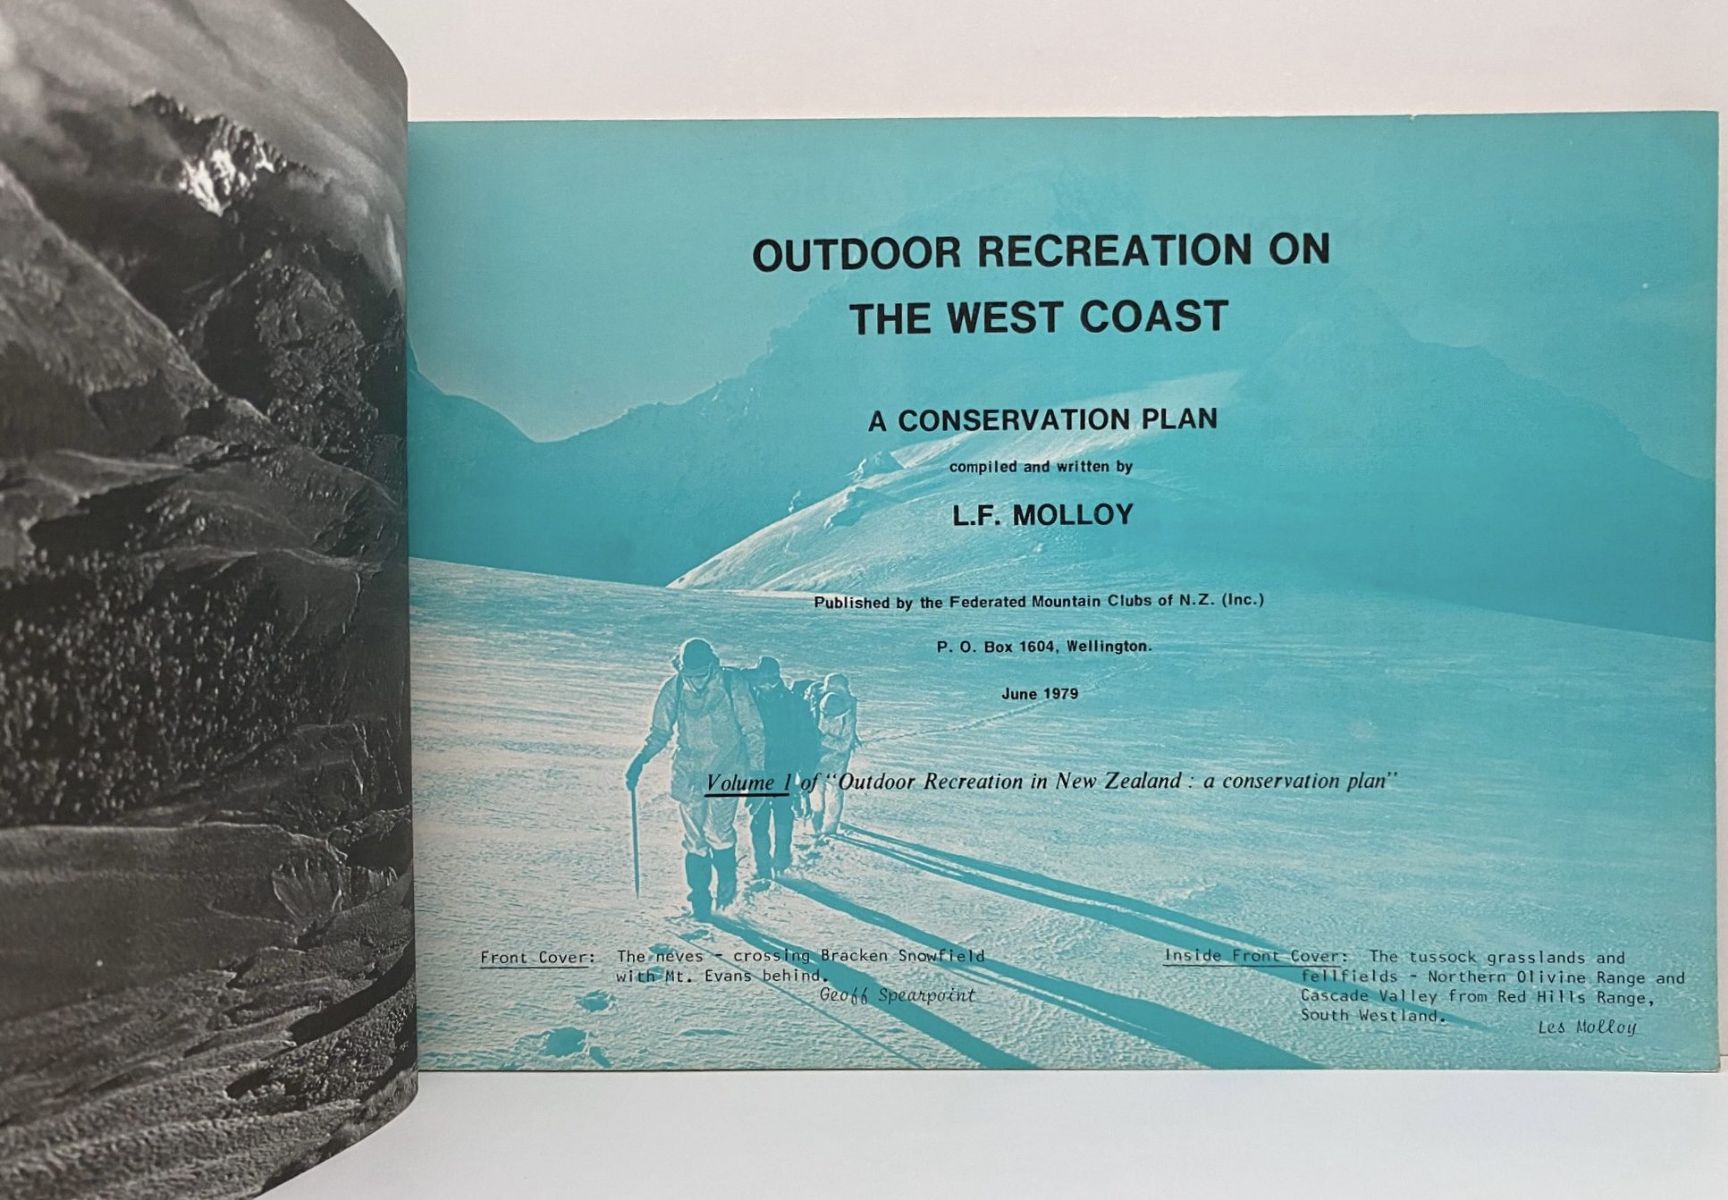 OUTDOOR RECREATION ON
THE WEST COAST
A CONSERVATION PLAN
compiled and written by
L.F. MOLLOY
Published by the Federated Mountain Clubs of N.Z. (Inc.)
P. O. Box 1604, Wellington.
June 1979
Volume 1 of "Outdoor Recreation in New Zealand : a conservation plan"
Front Cover: The névés - crossing Bracken Snowfield
with Mt. Evans behind.
Geoff Spearpoint
Inside Front Cover: The tussock grasslands and
fellfields - Northern Olivine Range and
Cascade Valley from Red Hills Range,
South Westland.
Les Molloy